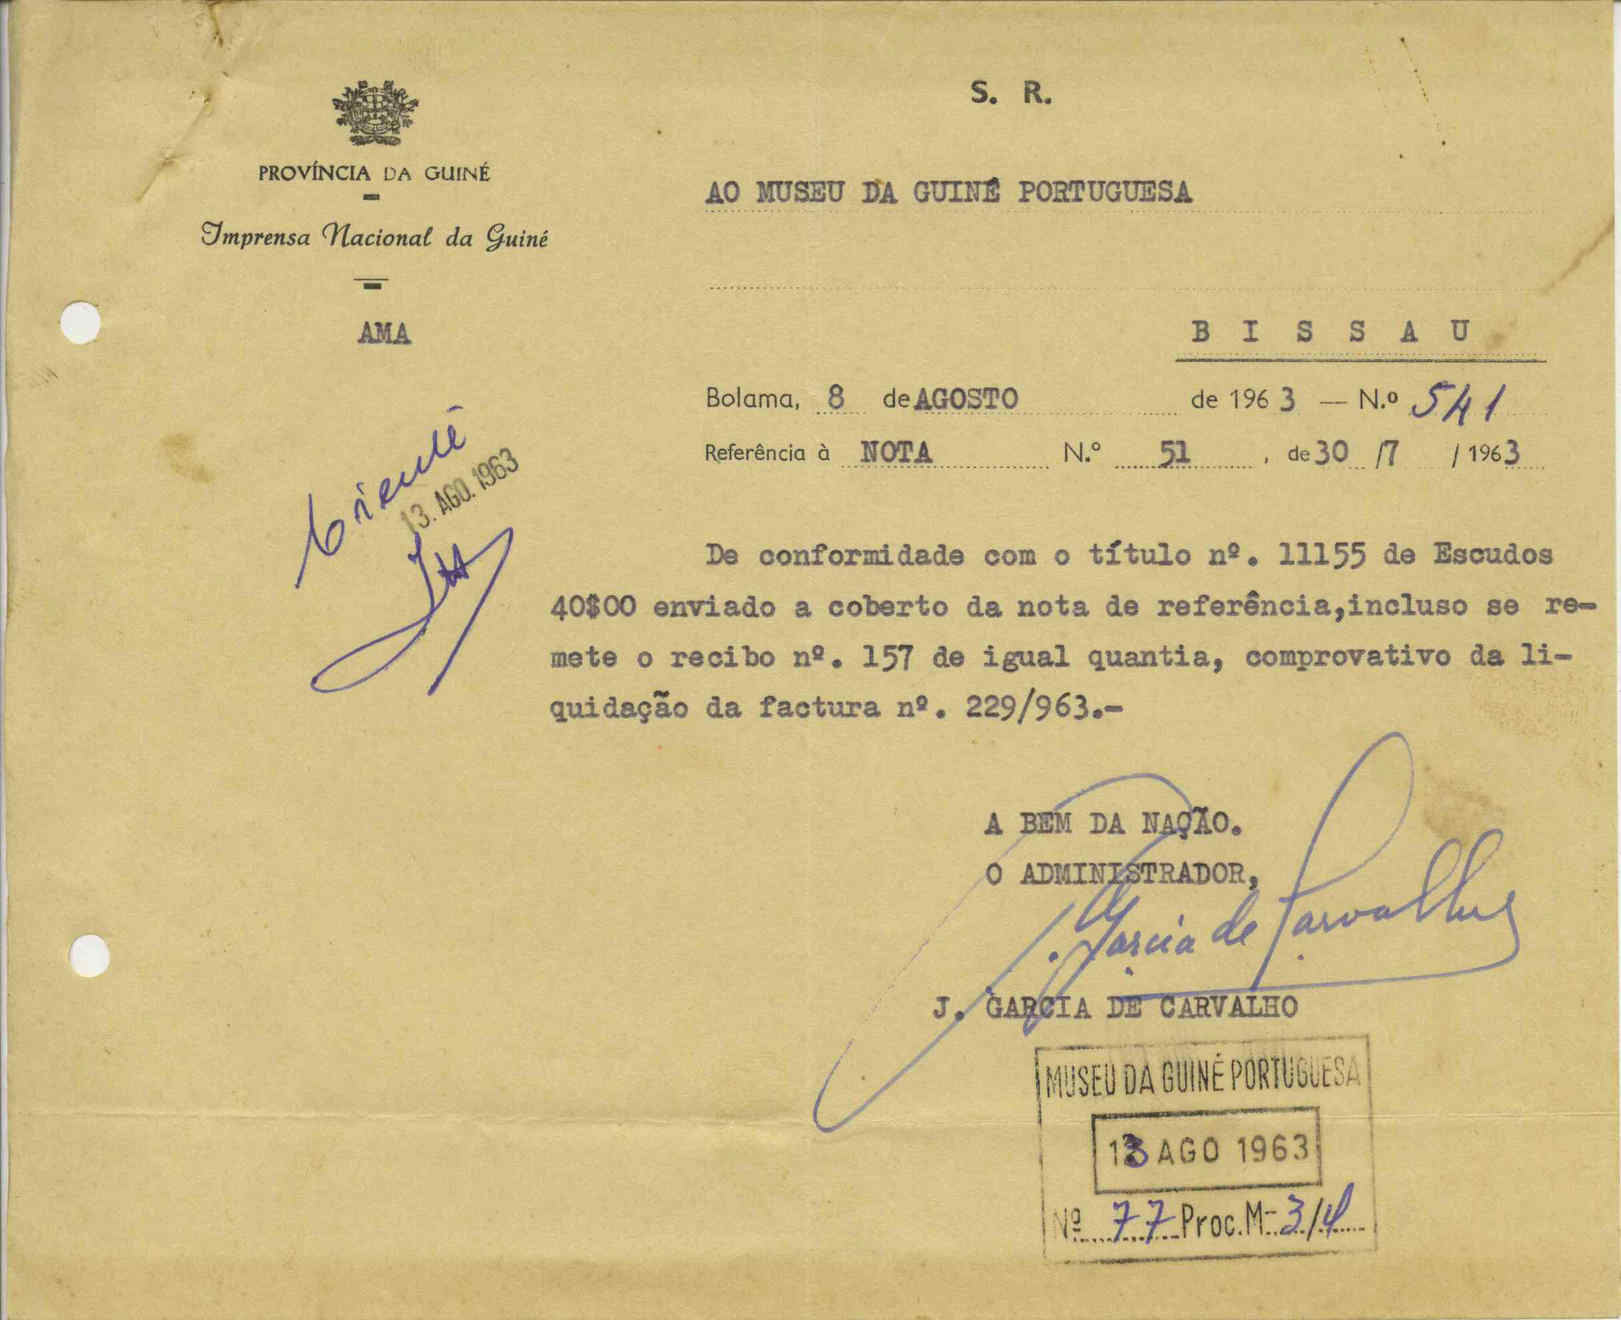 S. R.
PROVÍNCIA DA GUINÉ
Imprensa Nacional da Guiné
AMA
AO MUSEU DA GUINÉ PORTUGUESA
B I S S A U
Bolama, 8 de AGOSTO de 1963 — N.º 541
Referência à NOTA N.º 51, de 30/7/1963
Ciente
13. AGO. 1963
De conformidade com o título nº. 11155 de Escudos
40$00 enviado a coberto da nota de referência,incluso se re-
mete o recibo nº. 157 de igual quantia, comprovativo da li-
quidação da factura nº. 229/963.-
A BEM DA NAÇÃO.
O ADMINISTRADOR,
J. Garcia de Carvalho
J. GARCIA DE CARVALHO
MUSEU DA GUINÉ PORTUGUESA
13 AGO 1963
Nº 77 Proc. M- 3/4